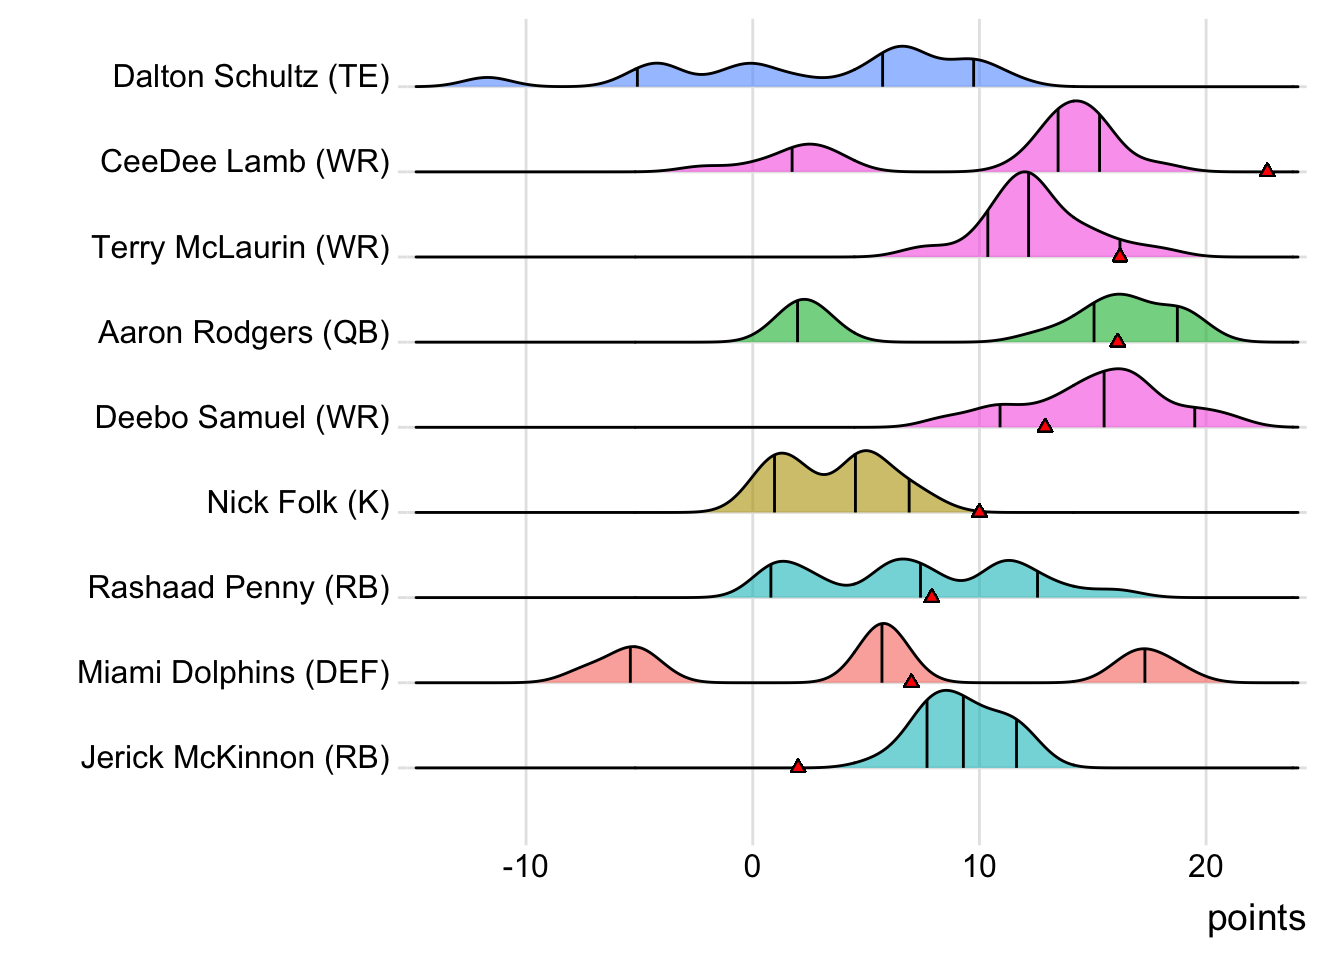 Dalton Schultz (TE)
CeeDee Lamb (WR)
Terry McLaurin (WR)
Aaron Rodgers (QB)
Deebo Samuel (WR)
Nick Folk (K)
Rashaad Penny (RB)
Miami Dolphins (DEF)
Jerick McKinnon (RB)
-10 0 10 20
points